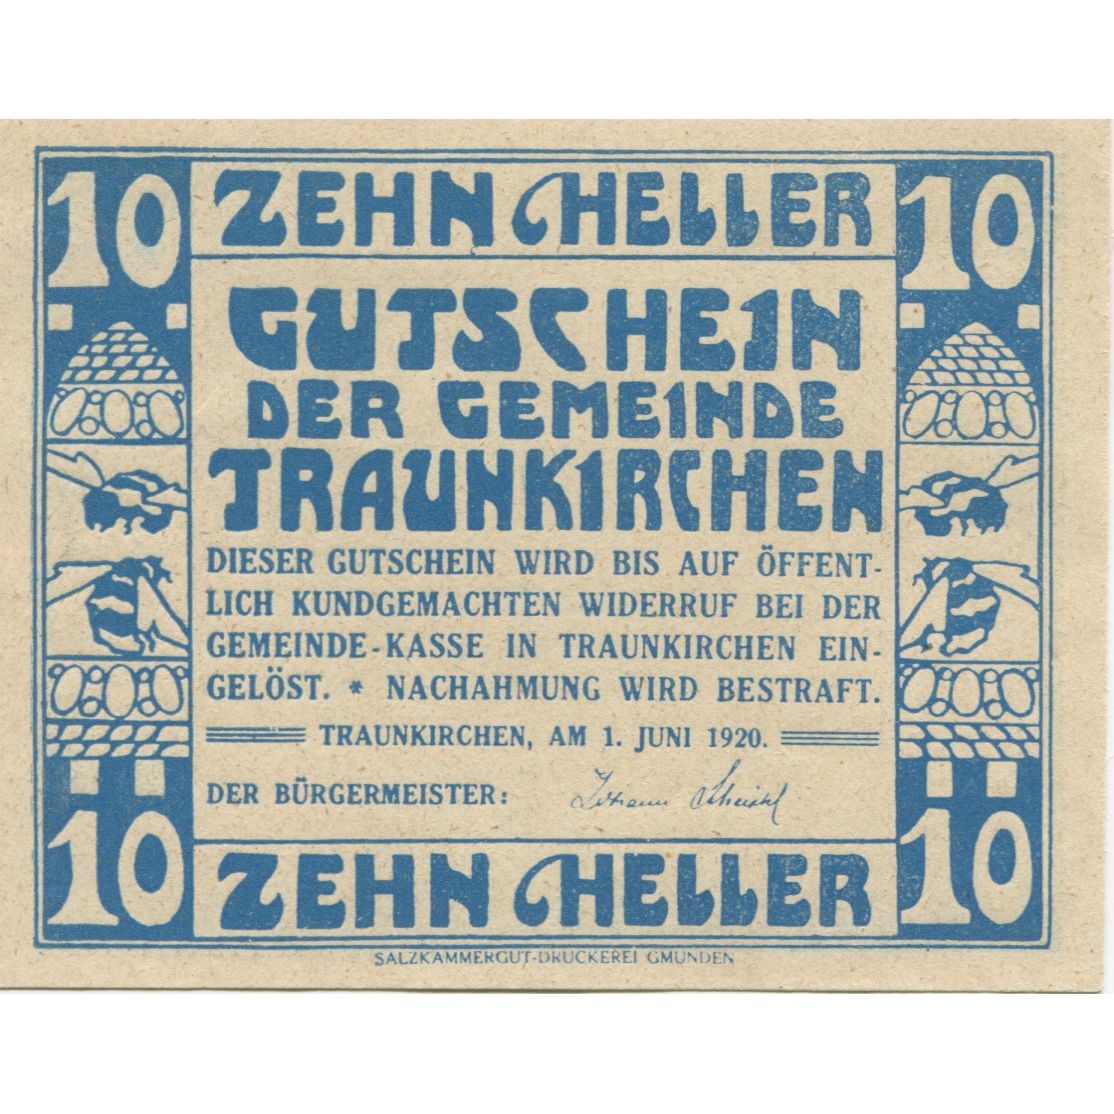 10 ZEHN HELLER 10
GUTSCHEIN
DER GEMEINDE
TRAUNKIRCHEN
DIESER GUTSCHEIN WIRD BIS AUF ÖFFENT-
LICH KUNDGEMACHTEN WIDERRUF BEI DER
GEMEINDE-KASSE IN TRAUNKIRCHEN EIN-
GELÖST. * NACHAHMUNG WIRD BESTRAFT.
TRAUNKIRCHEN, AM 1. JUNI 1920.
DER BÜRGERMEISTER: Johann
10 ZEHN HELLER 10
SALZKAMMERGUT-DRUCKEREI GMUNDEN